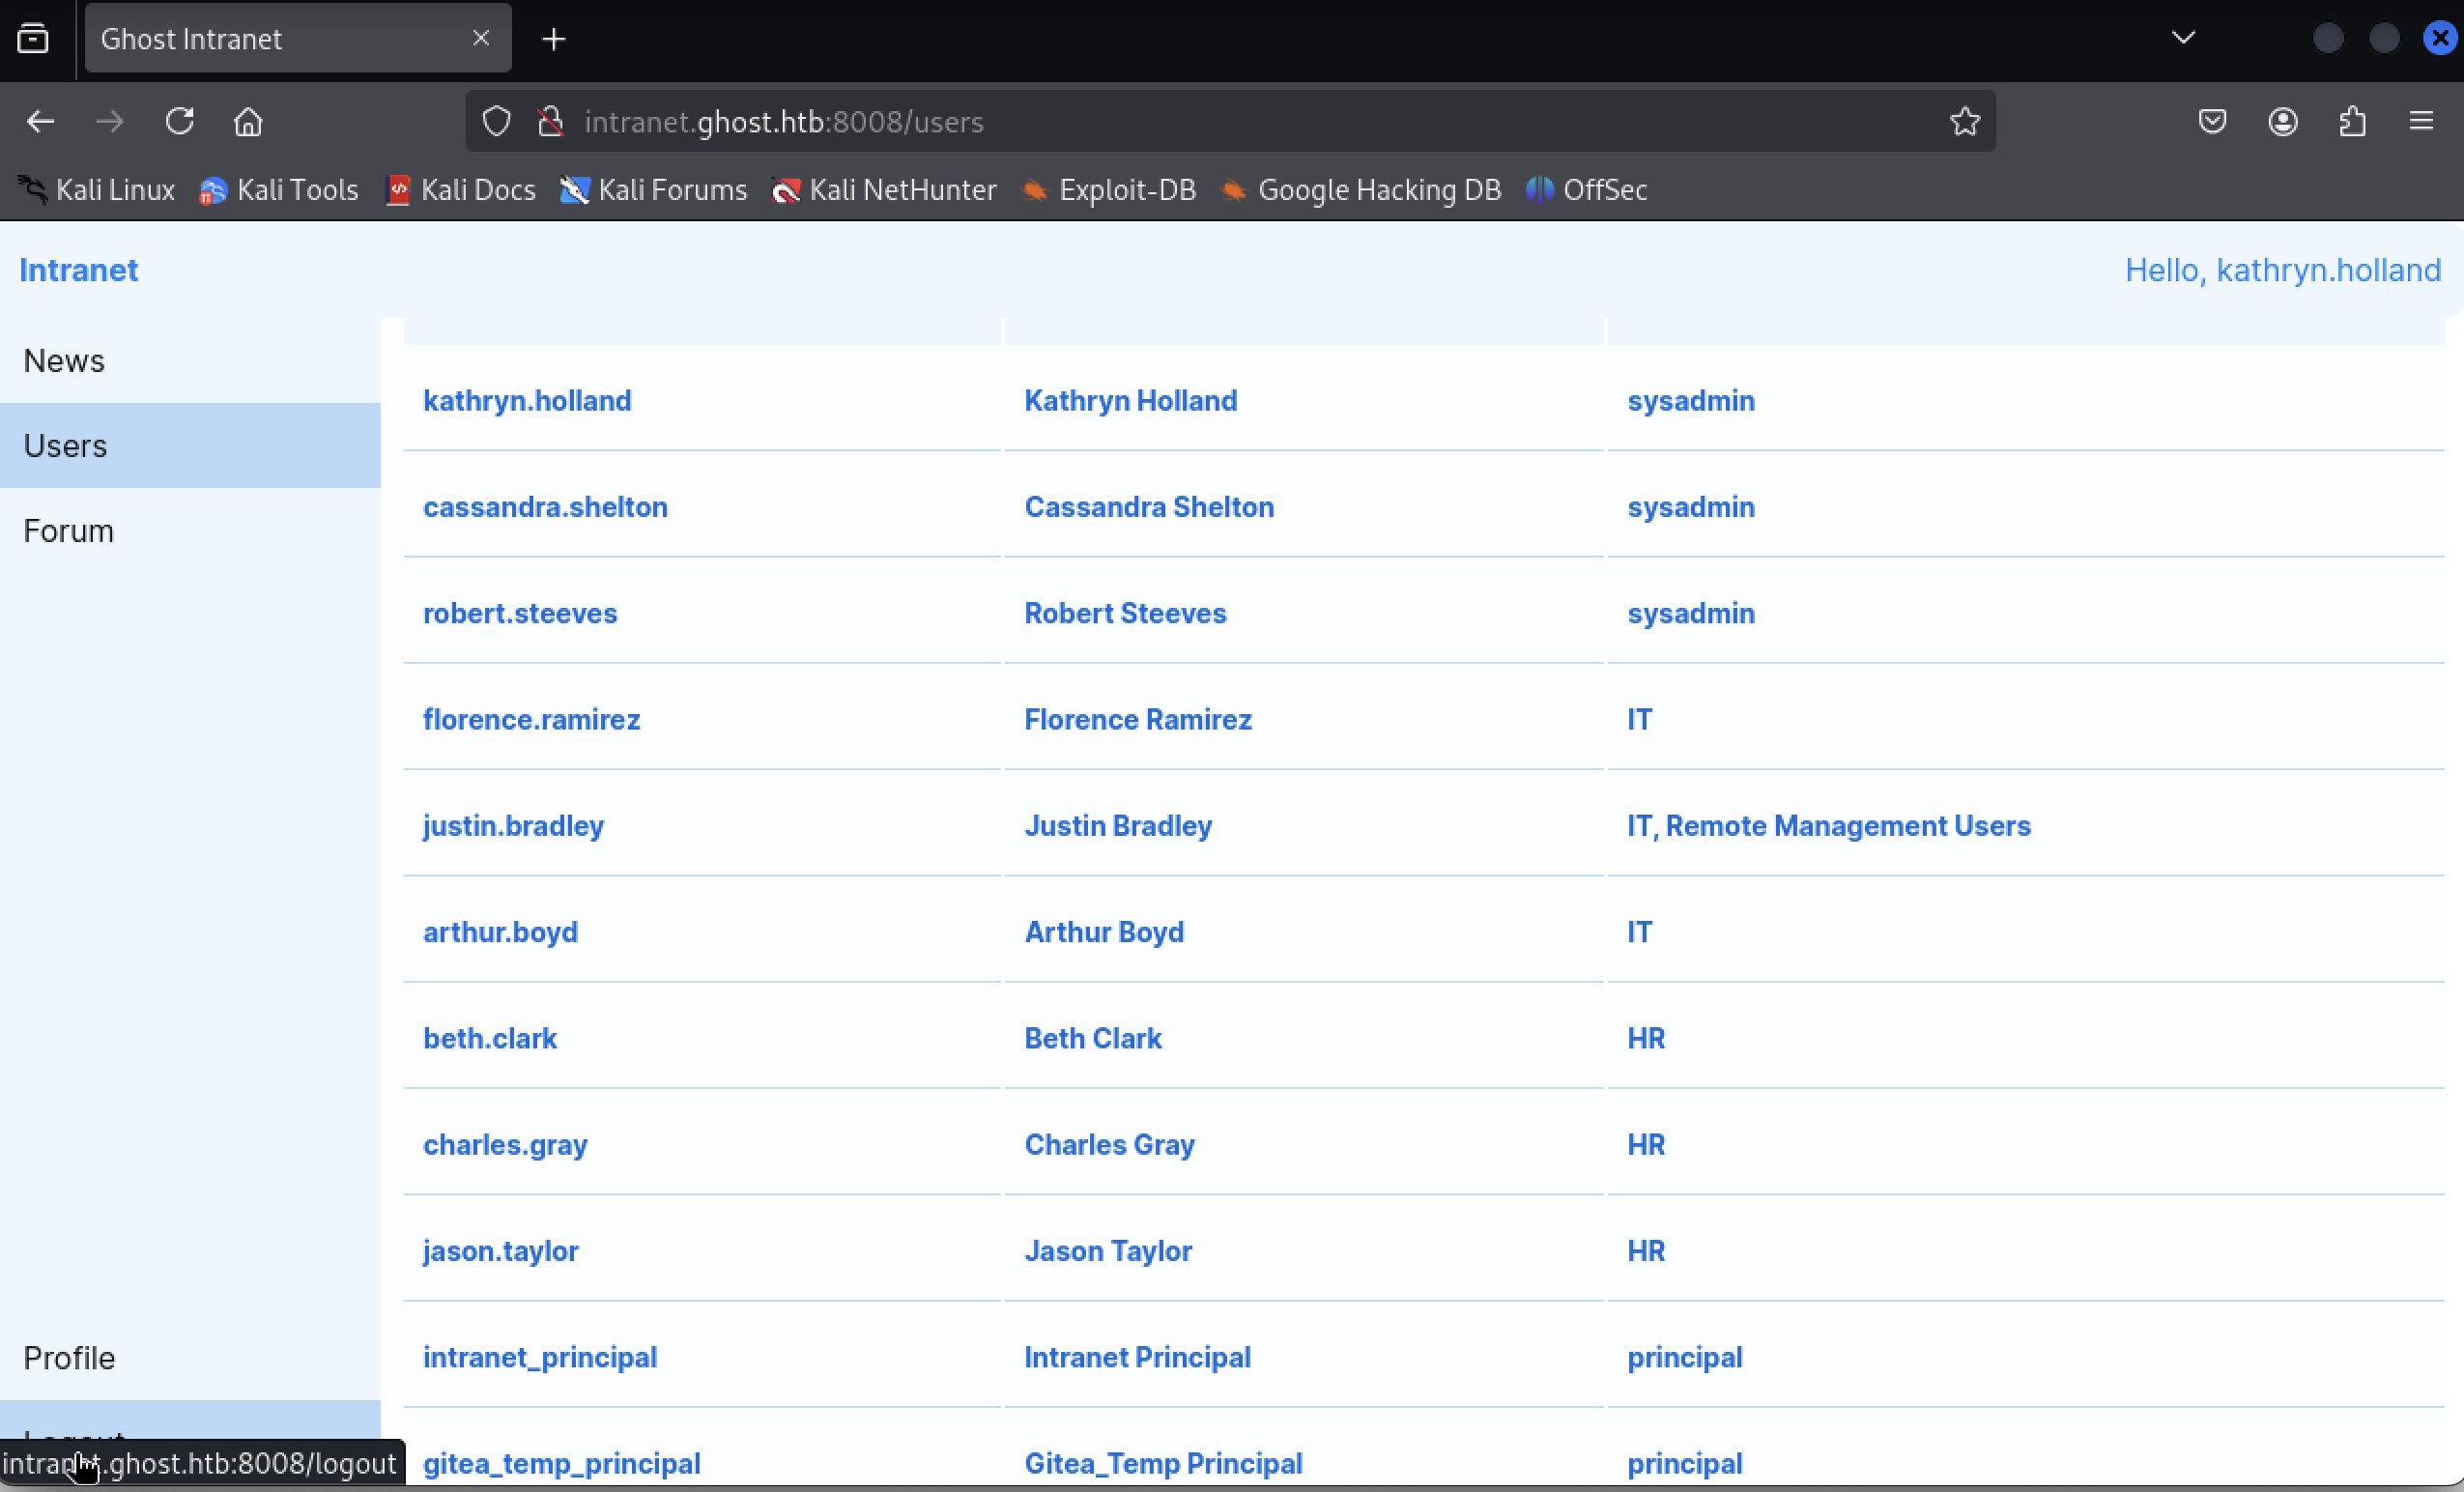 Ghost Intranet
intranet.ghost.htb:8008/users
Kali Linux Kali Tools Kali Docs Kali Forums Kali NetHunter Exploit-DB Google Hacking DB OffSec
Intranet Hello, kathryn.holland
News
Users
Forum
kathryn.holland Kathryn Holland sysadmin
cassandra.shelton Cassandra Shelton sysadmin
robert.steeves Robert Steeves sysadmin
florence.ramirez Florence Ramirez IT
justin.bradley Justin Bradley IT, Remote Management Users
arthur.boyd Arthur Boyd IT
beth.clark Beth Clark HR
charles.gray Charles Gray HR
jason.taylor Jason Taylor HR
intranet_principal Intranet Principal principal
gitea_temp_principal Gitea_Temp Principal principal
Profile
Logout
intranet.ghost.htb:8008/logout